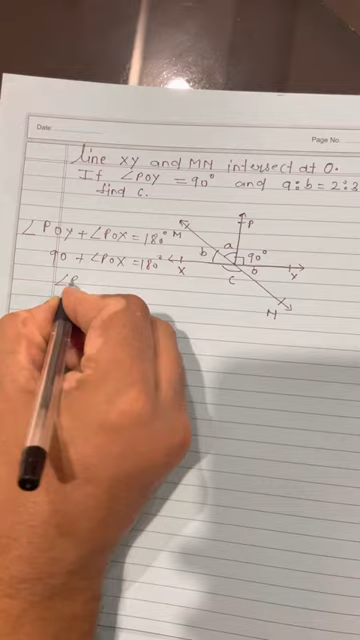 Date:
Page No.
Line XY and MN intersect at O.
If ∠POY = 90° and a:b = 2:3
find c.
∠POY + ∠POX = 180°
90 + ∠POX = 180°
∠P
M
P
a
90°
b
X
O
X
c
N